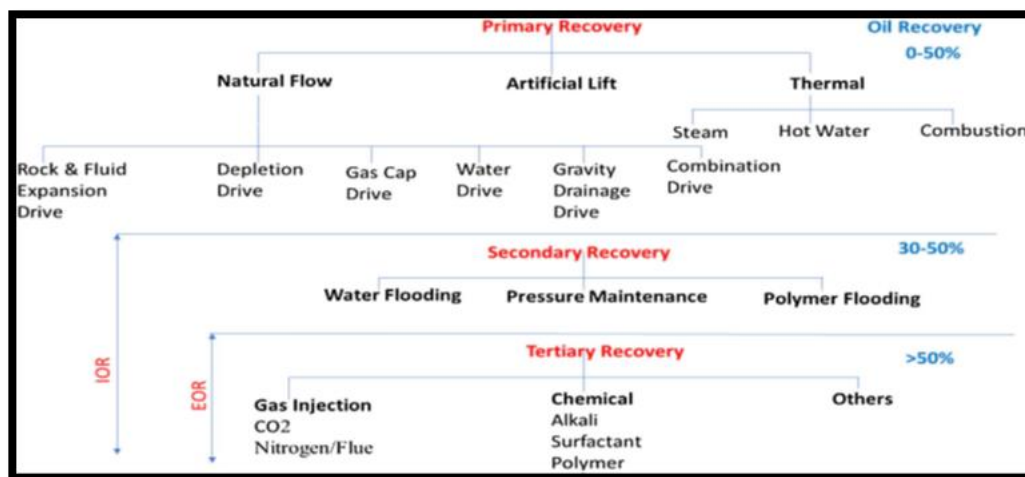 Primary Recovery
Oil Recovery
0-50%
Natural Flow
Artificial Lift
Thermal
Steam
Hot Water
Combustion
Rock & Fluid
Expansion
Drive
Depletion
Drive
Gas Cap
Drive
Water
Drive
Gravity
Drainage
Drive
Combination
Drive
30-50%
Secondary Recovery
Water Flooding
Pressure Maintenance
Polymer Flooding
IOR
Tertiary Recovery
>50%
EOR
Gas Injection
CO2
Nitrogen/Flue
Chemical
Alkali
Surfactant
Polymer
Others